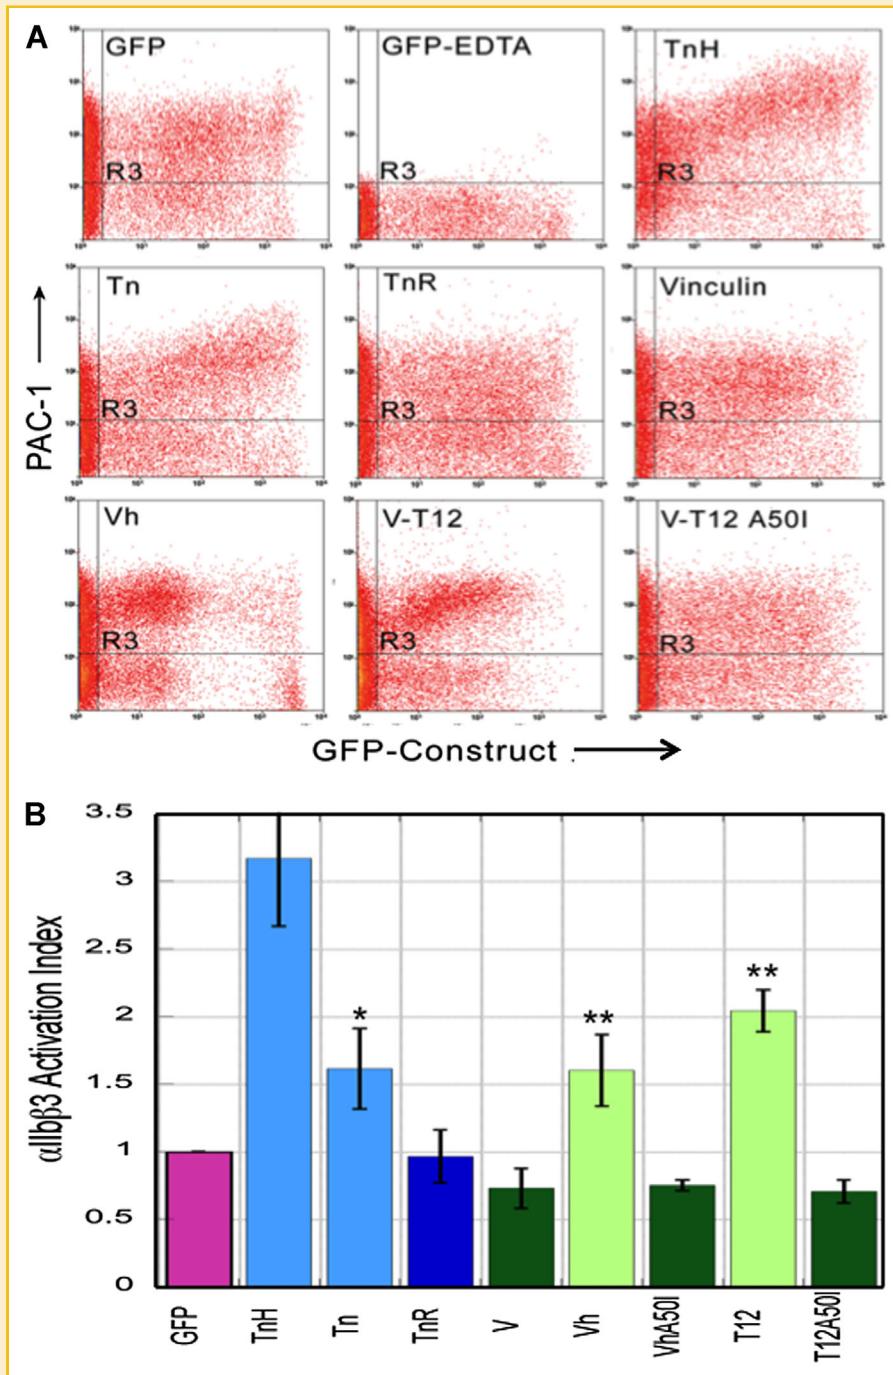 A
GFP
GFP-EDTA
TnH
R3
R3
R3
Tn
TnR
Vinculin
R3
R3
R3
Vh
V-T12
V-T12 A50I
R3
R3
R3
PAC-1
GFP-Construct
B
3.5
3
2.5
2
1.5
1
0.5
0
αIIbβ3 Activation Index
*
**
**
GFP
TnH
Tn
TnR
V
Vh
VhA50I
T12
T12A50I